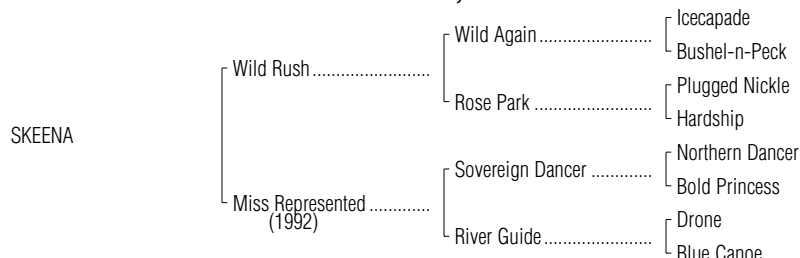 Icecapade
Wild Again
Bushel-n-Peck
Wild Rush
Plugged Nickle
Rose Park
Hardship
SKEENA
Northern Dancer
Sovereign Dancer
Bold Princess
Miss Represented
(1992)
Drone
River Guide
Blue Canoe